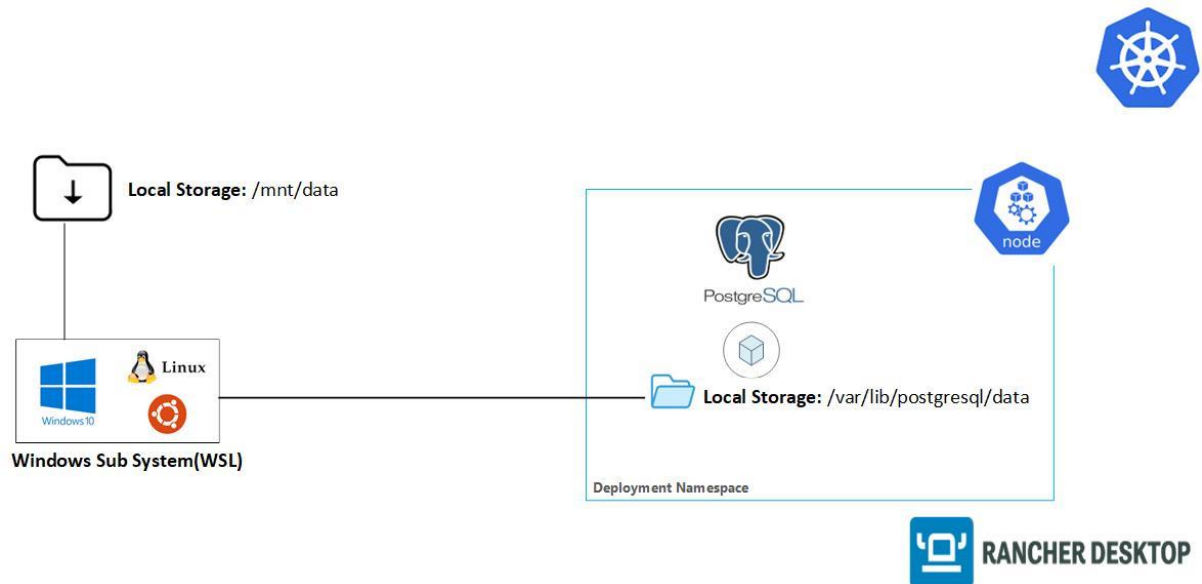 Local Storage: /mnt/data
node
PostgreSQL
Linux
Windows 10
Local Storage: /var/lib/postgresql/data
Windows Sub System(WSL)
Deployment Namespace
RANCHER DESKTOP